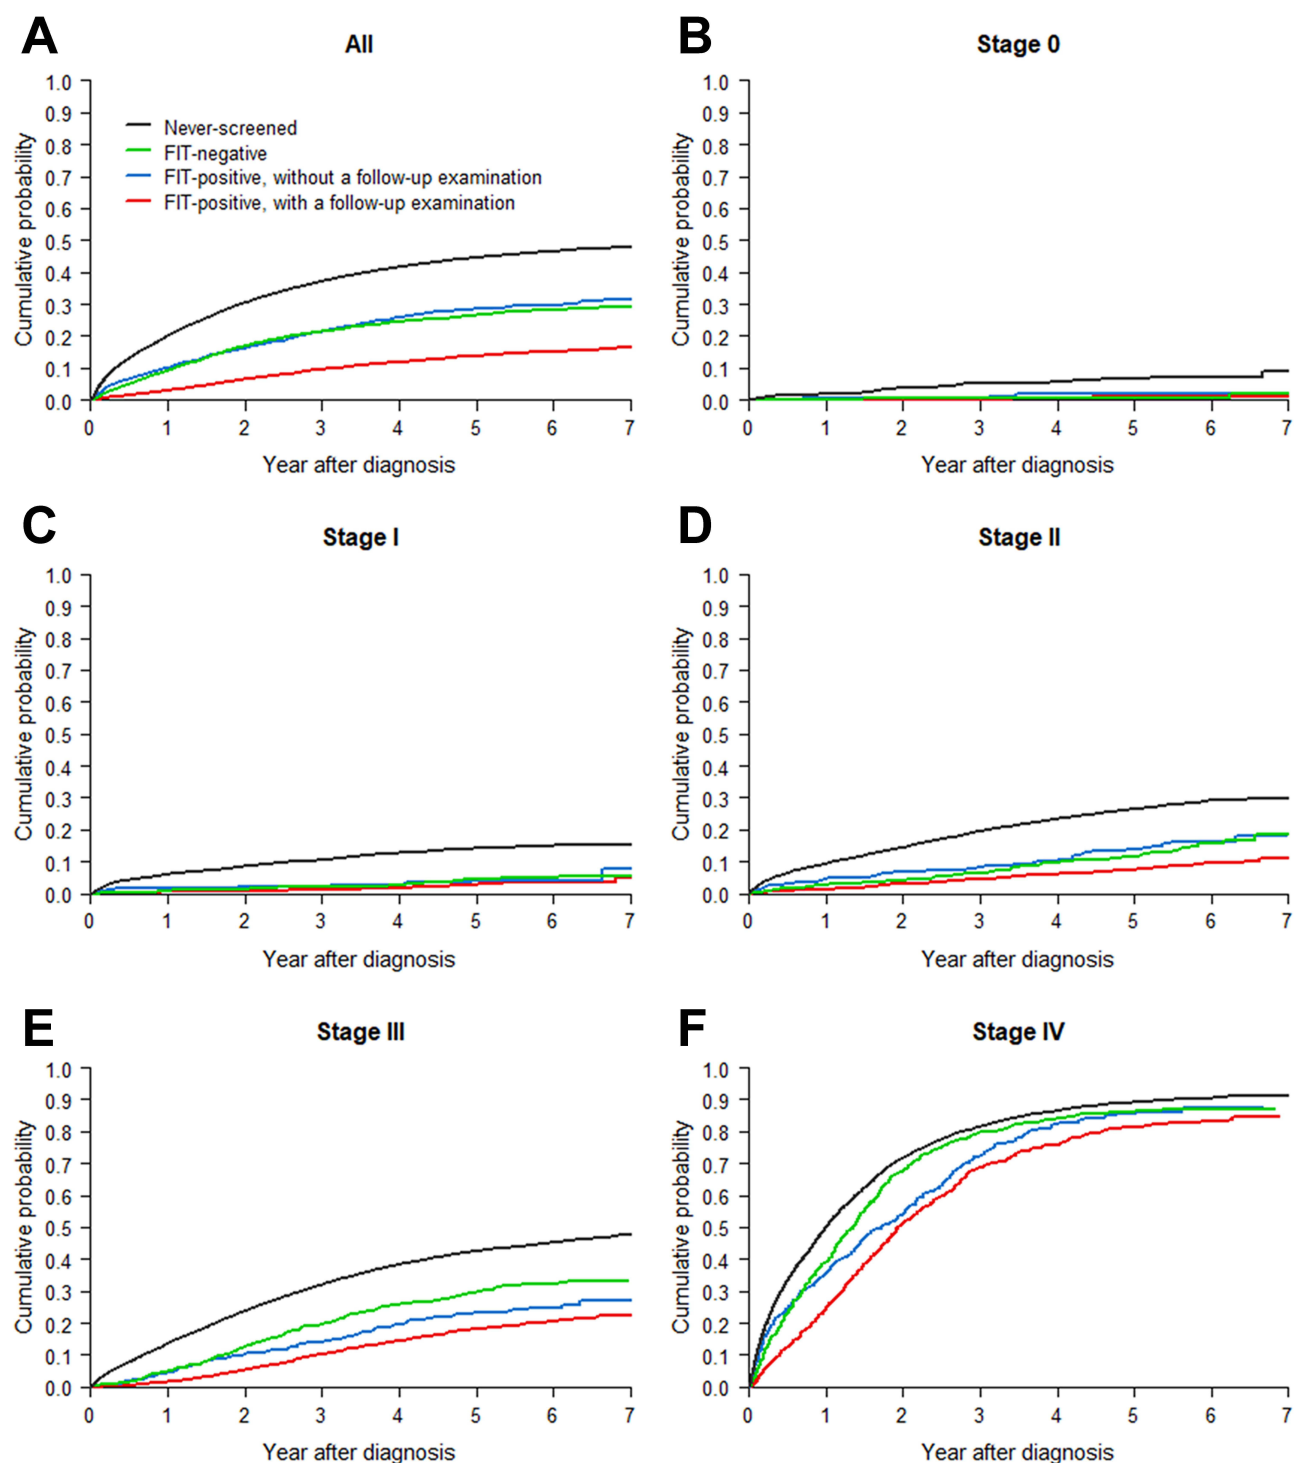 A
All
Cumulative probability
1.0
0.9
0.8
0.7
0.6
0.5
0.4
0.3
0.2
0.1
0.0
Never-screened
FIT-negative
FIT-positive, without a follow-up examination
FIT-positive, with a follow-up examination
0 1 2 3 4 5 6 7
Year after diagnosis
B
Stage 0
Cumulative probability
1.0
0.9
0.8
0.7
0.6
0.5
0.4
0.3
0.2
0.1
0.0
0 1 2 3 4 5 6 7
Year after diagnosis
C
Stage I
Cumulative probability
1.0
0.9
0.8
0.7
0.6
0.5
0.4
0.3
0.2
0.1
0.0
0 1 2 3 4 5 6 7
Year after diagnosis
D
Stage II
Cumulative probability
1.0
0.9
0.8
0.7
0.6
0.5
0.4
0.3
0.2
0.1
0.0
0 1 2 3 4 5 6 7
Year after diagnosis
E
Stage III
Cumulative probability
1.0
0.9
0.8
0.7
0.6
0.5
0.4
0.3
0.2
0.1
0.0
0 1 2 3 4 5 6 7
Year after diagnosis
F
Stage IV
Cumulative probability
1.0
0.9
0.8
0.7
0.6
0.5
0.4
0.3
0.2
0.1
0.0
0 1 2 3 4 5 6 7
Year after diagnosis